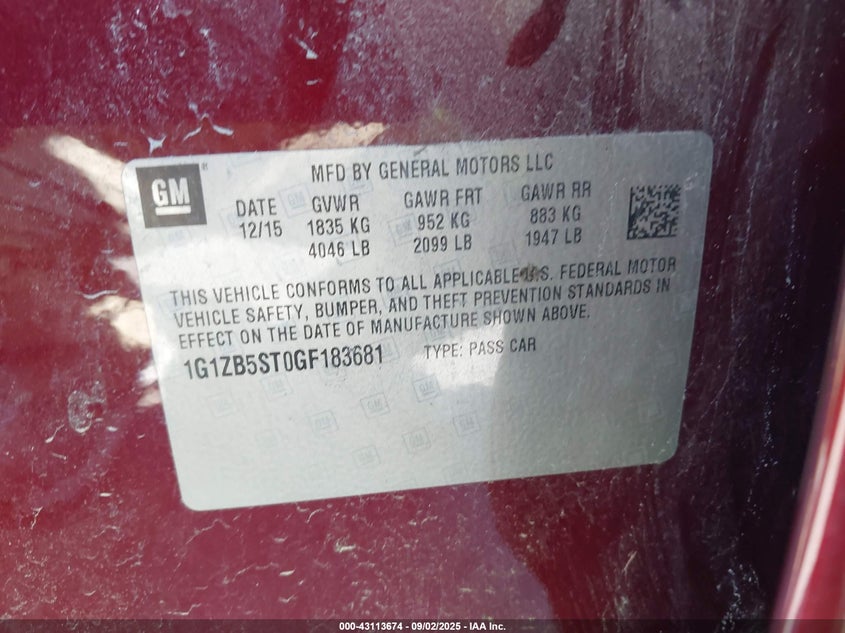 GM
MFD BY GENERAL MOTORS LLC
DATE GVWR GAWR FRT GAWR RR
12/15 1835 KG 952 KG 883 KG
4046 LB 2099 LB 1947 LB
THIS VEHICLE CONFORMS TO ALL APPLICABLE U.S. FEDERAL MOTOR
VEHICLE SAFETY, BUMPER, AND THEFT PREVENTION STANDARDS IN
EFFECT ON THE DATE OF MANUFACTURE SHOWN ABOVE.
1G1ZB5ST0GF183681 TYPE: PASS CAR
000-43113674 - 09/02/2025 - IAA Inc.